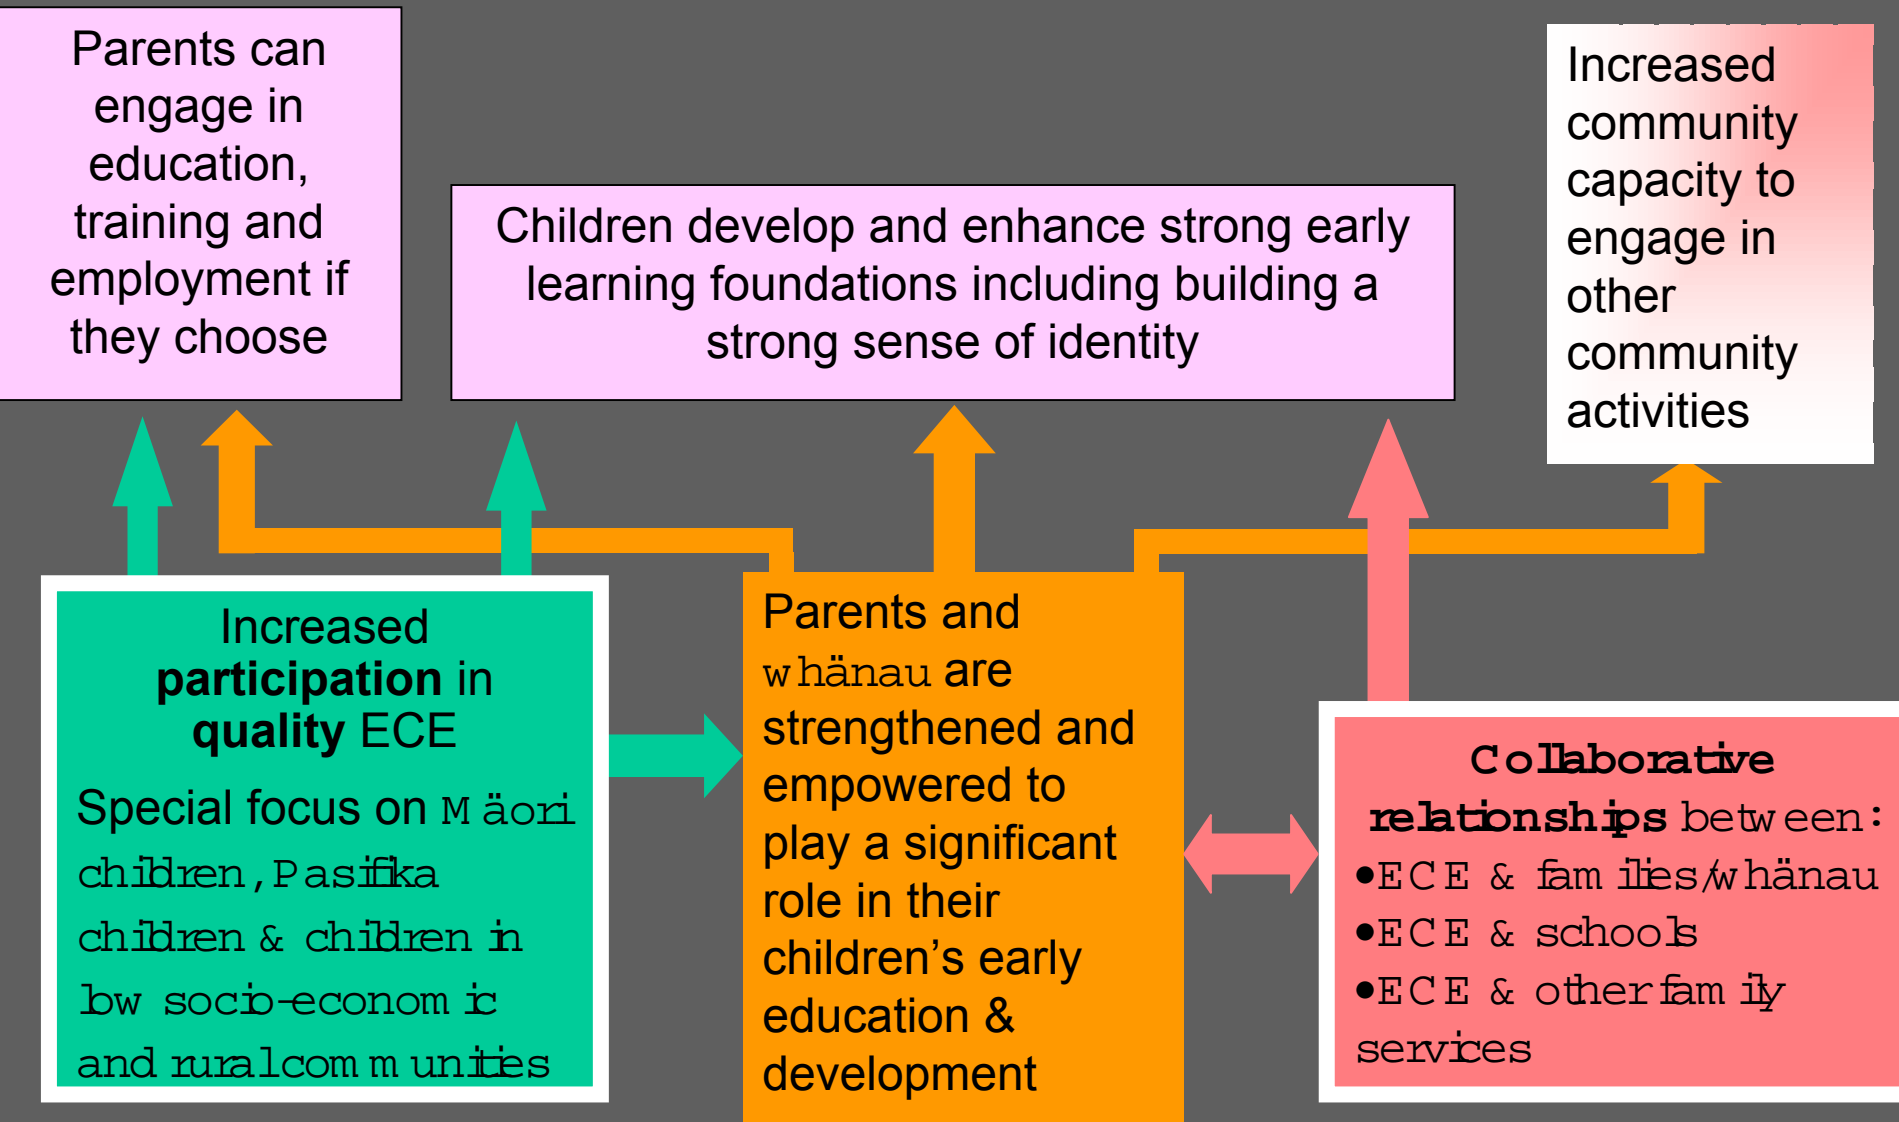 Parents can
engage in
education,
training and
employment if
they choose
Children develop and enhance strong early
learning foundations including building a
strong sense of identity
Increased
community
capacity to
engage in
other
community
activities
Increased
participation in
quality ECE
Special focus on Mäori
children, Pasifika
children & children in
low socio-economic
and rural communities
Parents and
whänau are
strengthened and
empowered to
play a significant
role in their
children’s early
education &
development
Collaborative
relationships between:
•ECE & families/whänau
•ECE & schools
•ECE & other family
services